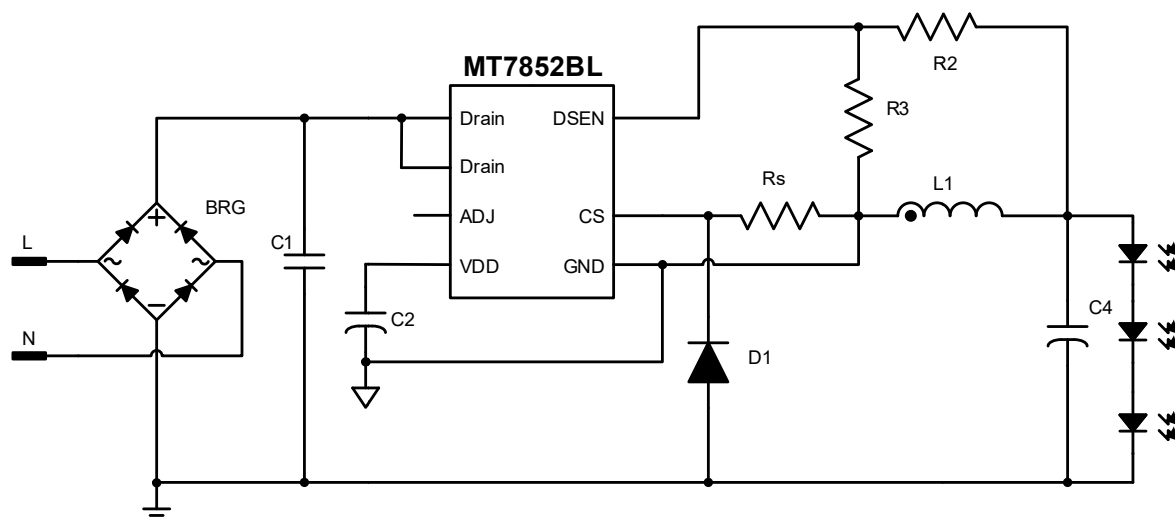 MT7852BL
R2
Drain
DSEN
R3
Drain
Rs
L1
BRG
ADJ
CS
L
C1
VDD
GND
C2
C4
N
D1